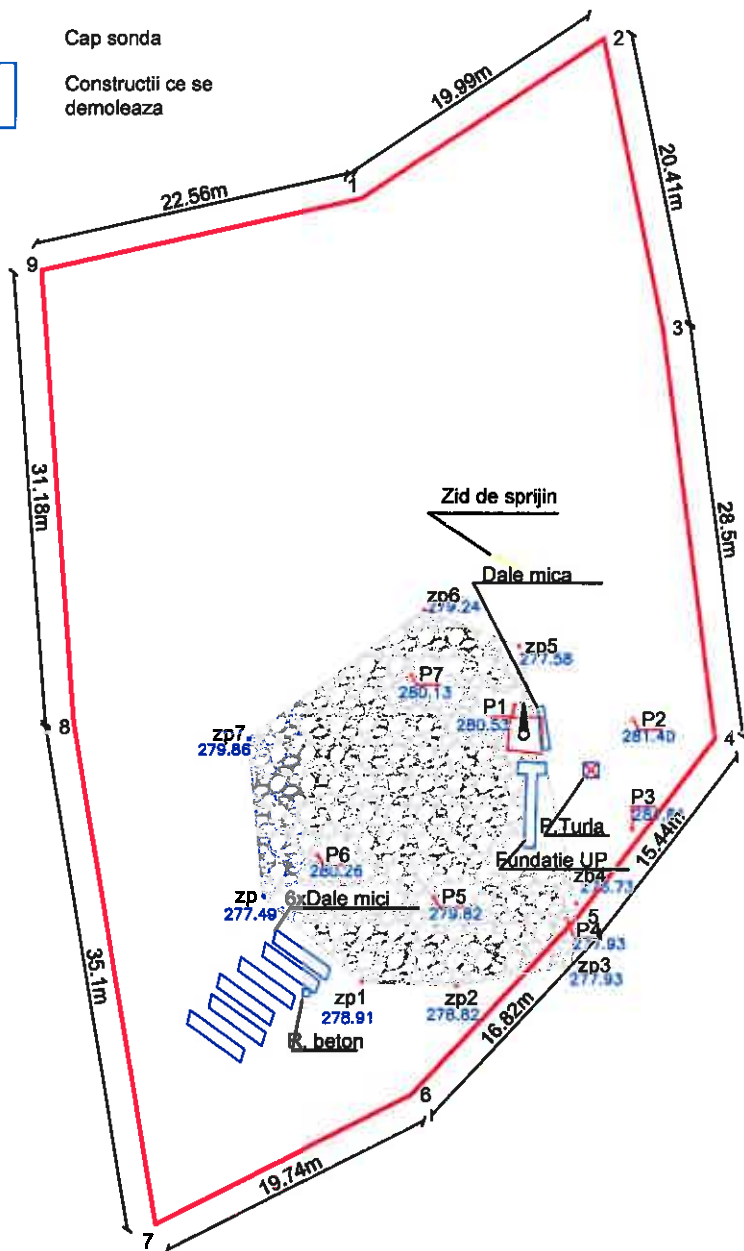 Cap sonda
Constructii ce se
demoleaza
2
19.99m
1
22.56m
20.41m
9
3
31.18m
28.5m
Zid de sprijin
Dale mica
zp6
279.24
zp5
277.58
P7
280.13
P1
280.53
P2
281.40
zp7
279.86
8
4
P3
15.44m
P.Turla
Fundatie UP
P6
280.26
zp4
zp
277.49
6xDale mici
P5
279.82
5
P4
277.93
zp3
277.93
zp1
278.91
zp2
278.82
35.1m
16.82m
R. beton
6
19.74m
7